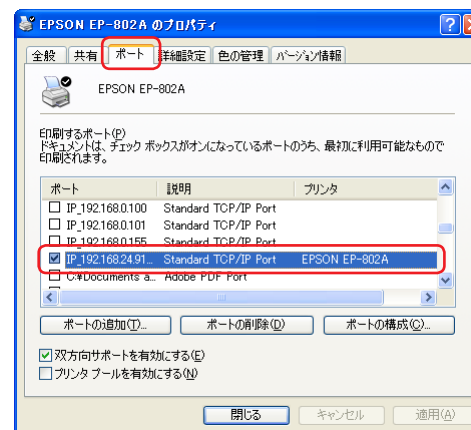 EPSON EP-802A のプロパティ
全般 共有 ポート 詳細設定 色の管理 バージョン情報
EPSON EP-802A
印刷するポート(P)
ドキュメントは、チェック ボックスがオンになっているポートのうち、最初に利用可能なもので
印刷されます。
ポート 説明 プリンタ
IP_192.168.0.100 Standard TCP/IP Port
IP_192.168.0.101 Standard TCP/IP Port
IP_192.168.0.155 Standard TCP/IP Port
IP_192.168.24.91... Standard TCP/IP Port EPSON EP-802A
C:¥Documents a... Adobe PDF Port
ポートの追加(T)... ポートの削除(D) ポートの構成(C)...
双方向サポートを有効にする(E)
プリンタ プールを有効にする(N)
閉じる キャンセル 適用(A)